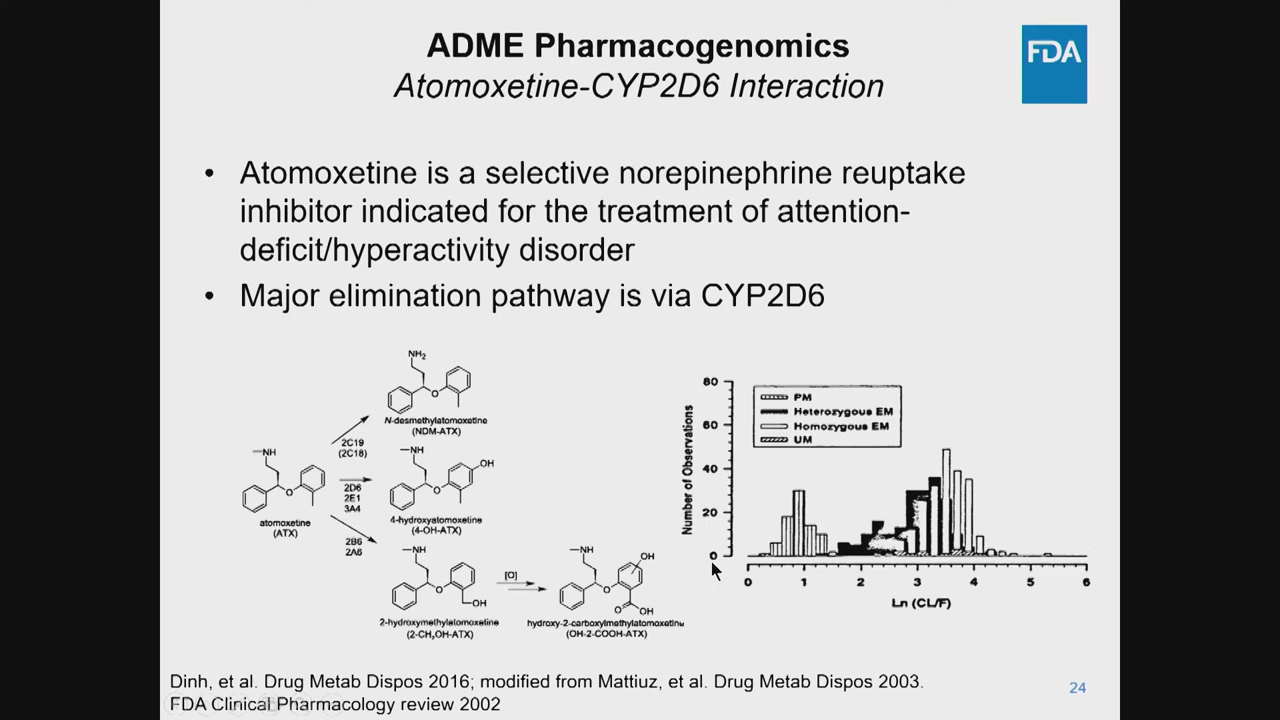 ADME Pharmacogenomics
Atomoxetine-CYP2D6 Interaction
FDA
• Atomoxetine is a selective norepinephrine reuptake
inhibitor indicated for the treatment of attention-
deficit/hyperactivity disorder
• Major elimination pathway is via CYP2D6
NH2
O
N-desmethylatomoxetine
(NDM-ATX)
2C19
(2C18)
NH
O
atomoxetine
(ATX)
2D6
2E1
3A4
NH
OH
O
4-hydroxyatomoxetine
(4-OH-ATX)
2B6
2A6
NH
O
OH
2-hydroxymethylatomoxetine
(2-CH2OH-ATX)
[O]
NH
OH
O
O
OH
hydroxy-2-carboxylmethylatomoxetine
(OH-2-COOH-ATX)
Number of Observations
80
60
40
20
0
PM
Heterozygous EM
Homozygous EM
UM
0 1 2 3 4 5 6
Ln (CL/F)
Dinh, et al. Drug Metab Dispos 2016; modified from Mattiuz, et al. Drug Metab Dispos 2003.
FDA Clinical Pharmacology review 2002
24